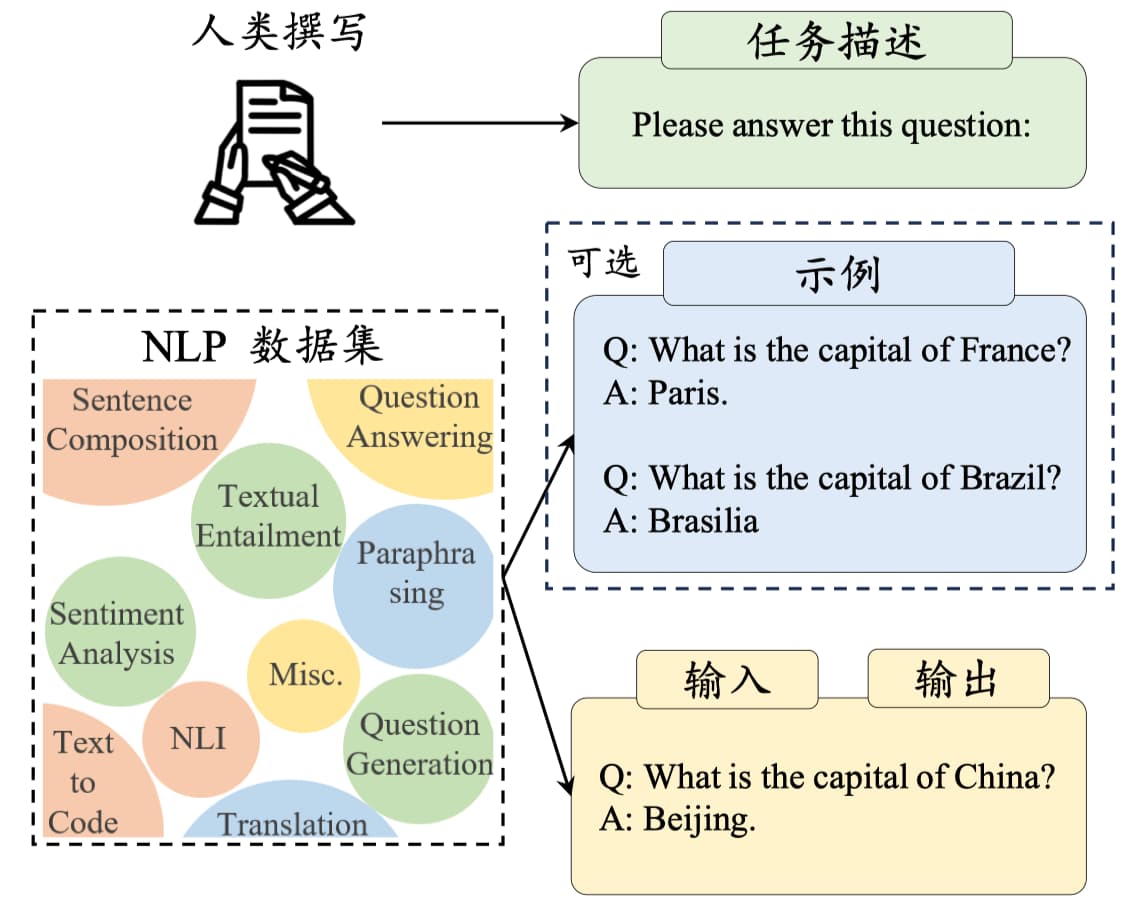 人类撰写
任务描述
Please answer this question:
可选
示例
Q: What is the capital of France?
A: Paris.
Q: What is the capital of Brazil?
A: Brasilia
NLP 数据集
Sentence
Composition
Question
Answering
Textual
Entailment
Paraphra
sing
Sentiment
Analysis
Misc.
NLI
Question
Generation
Text
to
Code
Translation
输入
输出
Q: What is the capital of China?
A: Beijing.